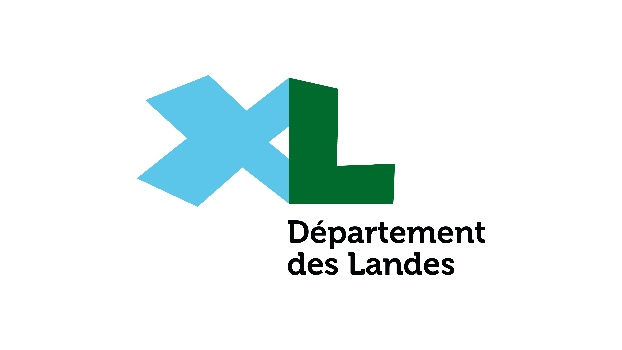 XL
Département
des Landes